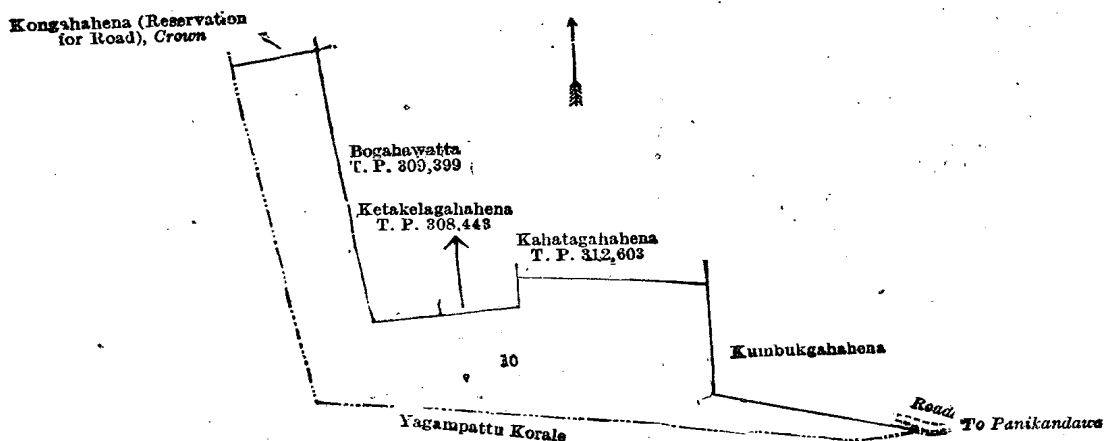 Kongahahena (Reservation
for Road), Crown
Bogahawatta
T. P. 309,399
Ketakelagahahena
T. P. 308,443
Kahatagahahena
T. P. 312,603
Kumbukgahahena
10
Road
To Panikandawa
Yagampattu Korale